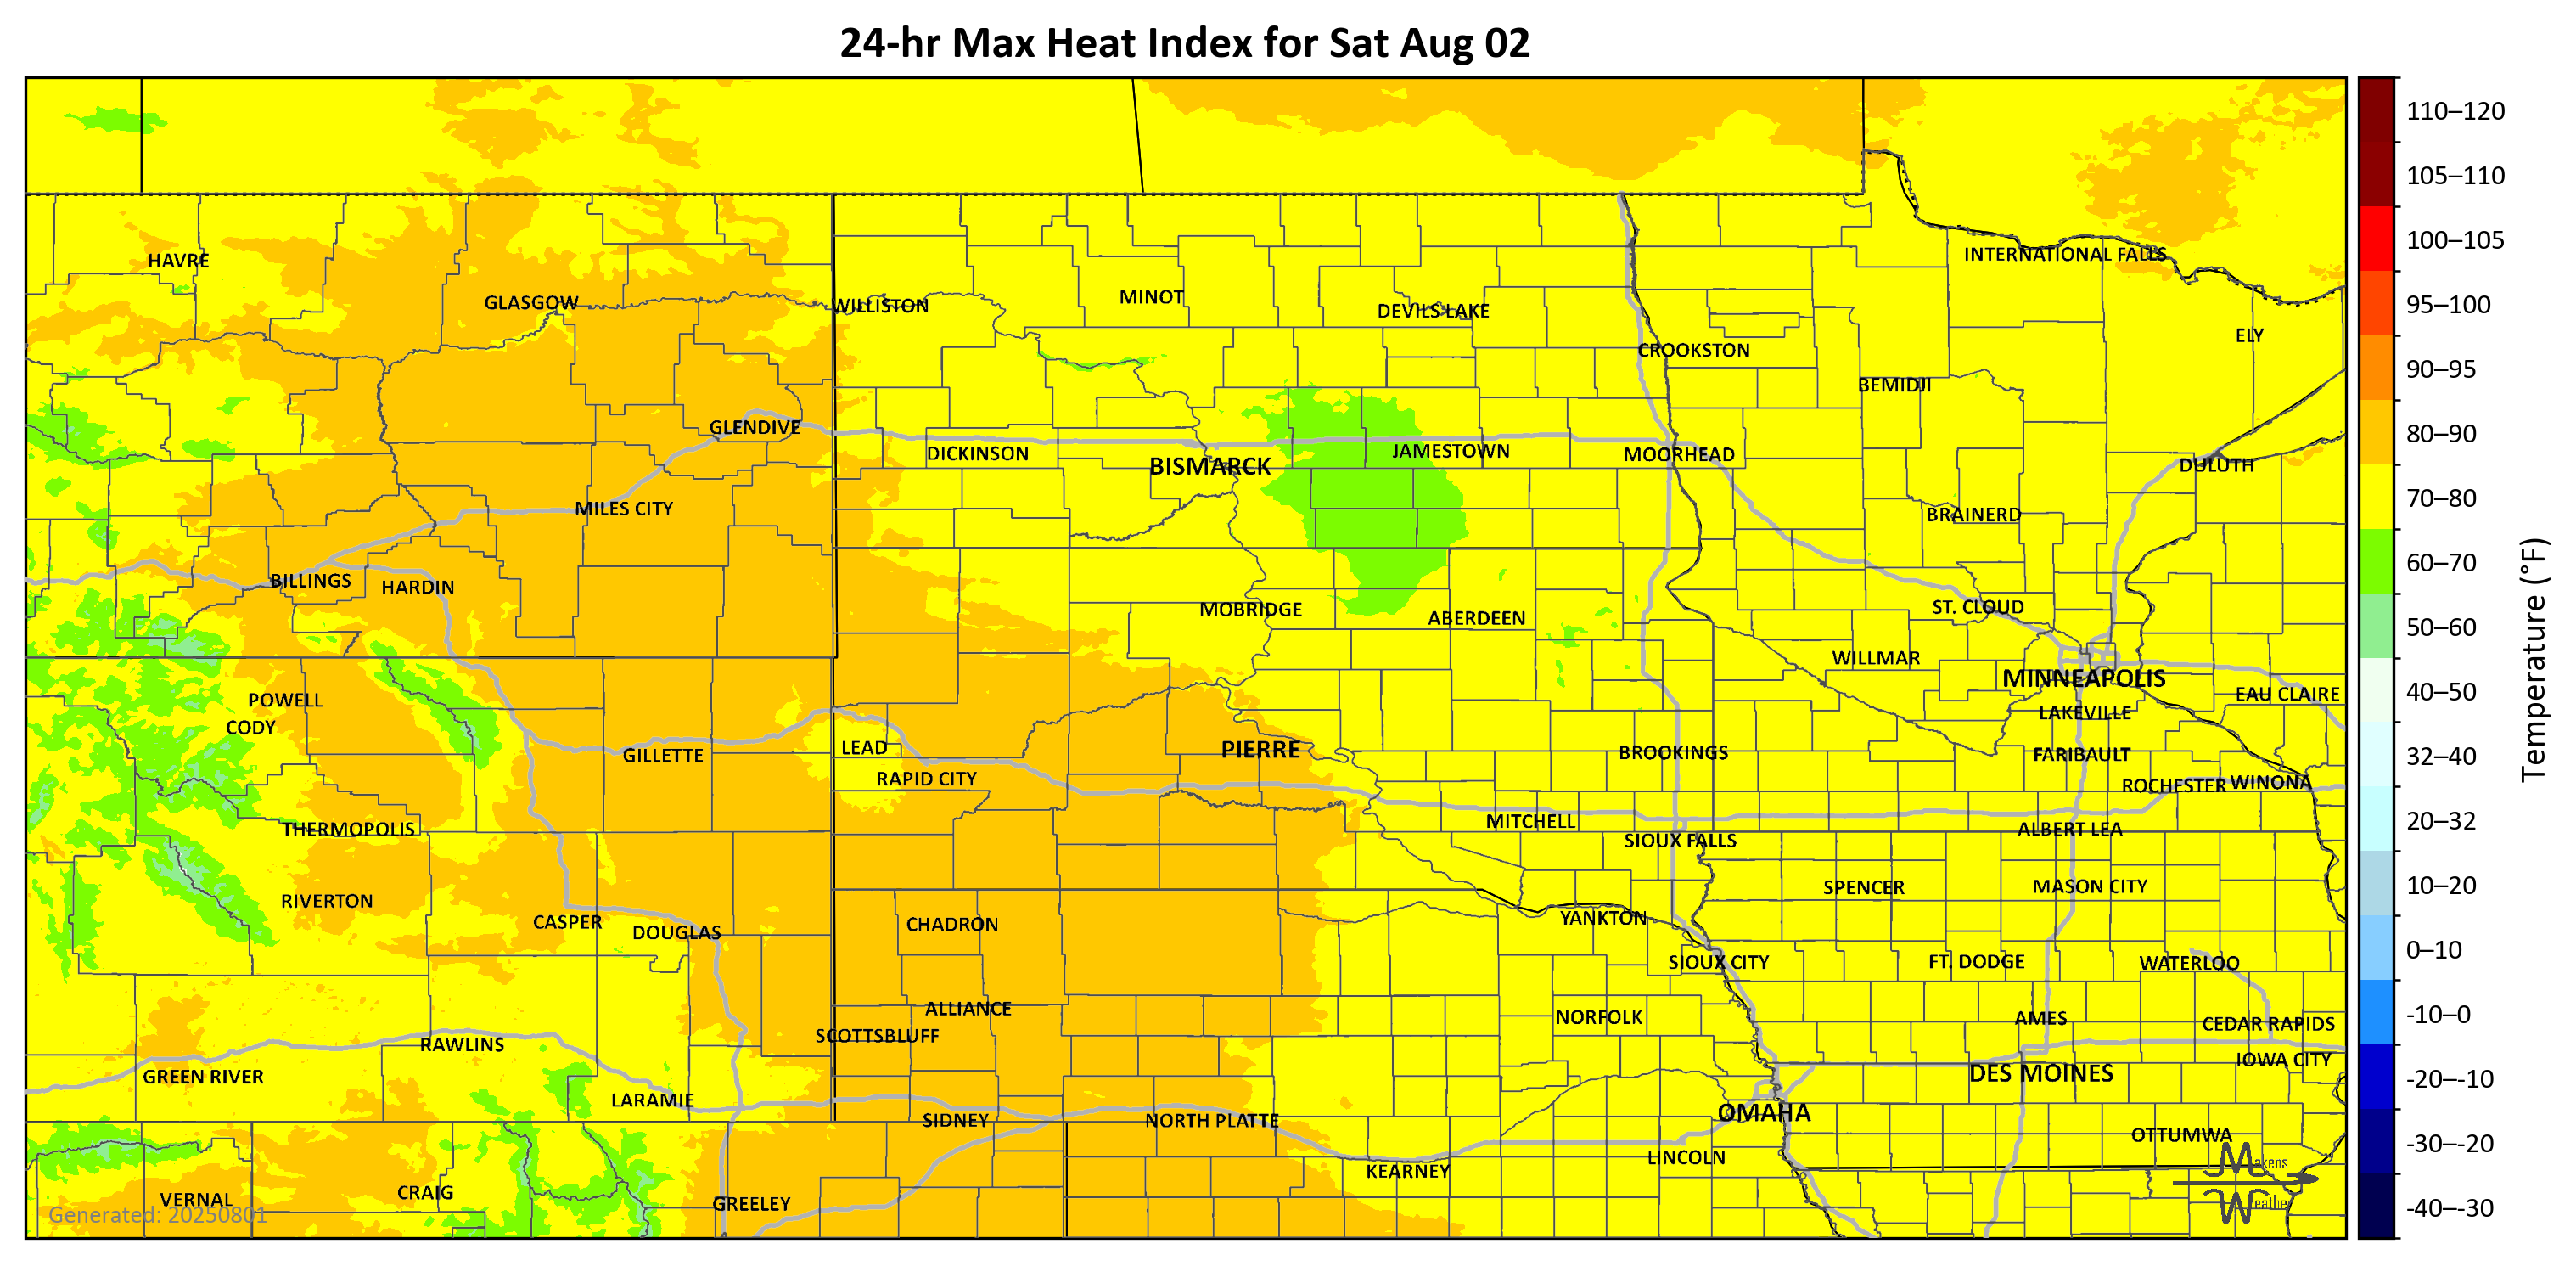 24-hr Max Heat Index for Sat Aug 02
110–120
105–110
HAVRE
100–105
INTERNATIONAL FALLS
GLASGOW
WILLISTON
MINOT
DEVILS LAKE
95–100
ELY
CROOKSTON
BEMIDJI
90–95
GLENDIVE
DICKINSON
BISMARCK
JAMESTOWN
MOORHEAD
DULUTH
80–90
MILES CITY
BRAINERD
70–80
BILLINGS
HARDIN
60–70
MOBRIDGE
ABERDEEN
ST. CLOUD
50–60
WILLMAR
MINNEAPOLIS
EAU CLAIRE
40–50
POWELL
CODY
LAKEVILLE
GILLETTE
LEAD
PIERRE
BROOKINGS
FARIBAULT
32–40
RAPID CITY
ROCHESTER
WINONA
THERMOPOLIS
MITCHELL
SIOUX FALLS
ALBERT LEA
20–32
RIVERTON
SPENCER
MASON CITY
10–20
CASPER
DOUGLAS
CHADRON
YANKTON
SIOUX CITY
FT. DODGE
WATERLOO
0–10
ALLIANCE
SCOTTSBLUFF
NORFOLK
AMES
CEDAR RAPIDS
-10–0
RAWLINS
GREEN RIVER
IOWA CITY
DES MOINES
-20–-10
LARAMIE
SIDNEY
NORTH PLATTE
OMAHA
OTTUMWA
-30–-20
KEARNEY
LINCOLN
VERNAL
CRAIG
GREELEY
-40–-30
Temperature (°F)
Generated: 20250801
Makens
Weather